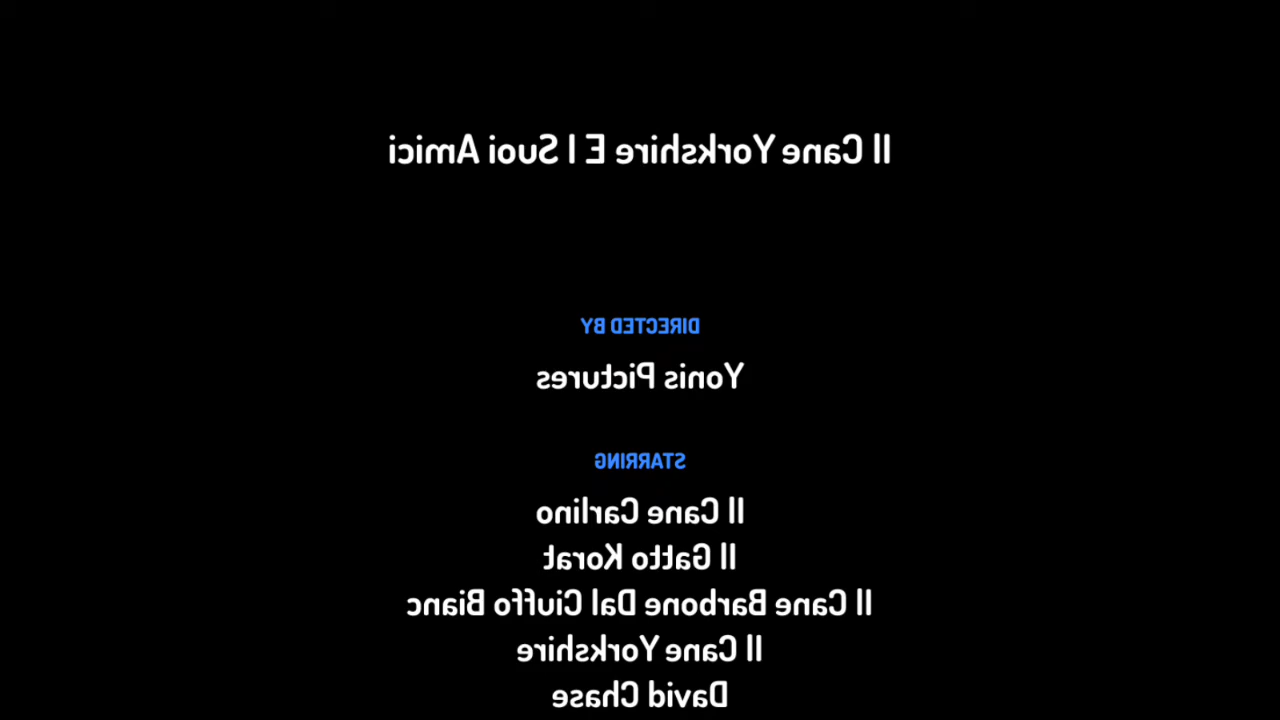 Il Cane Yorkshire E I Suoi Amici
DIRECTED BY
Yonis Pictures
STARRING
Il Cane Carlino
Il Gatto Korat
Il Cane Barbone Dal Ciuffo Bianc
Il Cane Yorkshire
David Chase